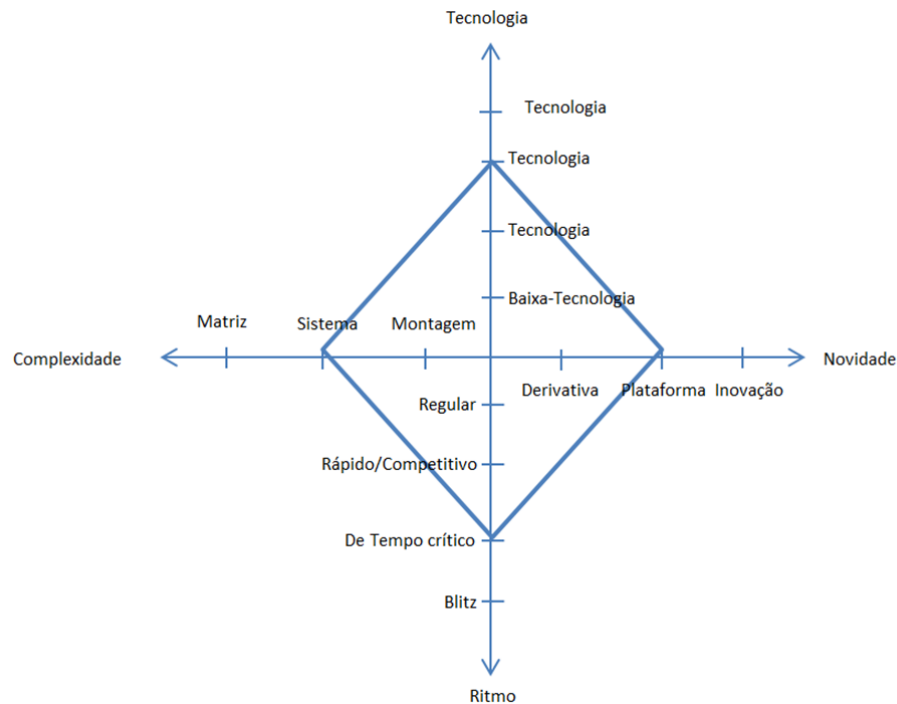 Tecnologia
Tecnologia
Tecnologia
Tecnologia
Baixa-Tecnologia
Matriz
Sistema
Montagem
Complexidade
Novidade
Derivativa
Plataforma
Inovação
Regular
Rápido/Competitivo
De Tempo crítico
Blitz
Ritmo